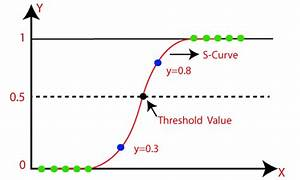 Y
1
S-Curve
y=0.8
0.5
Threshold Value
y=0.3
0
X